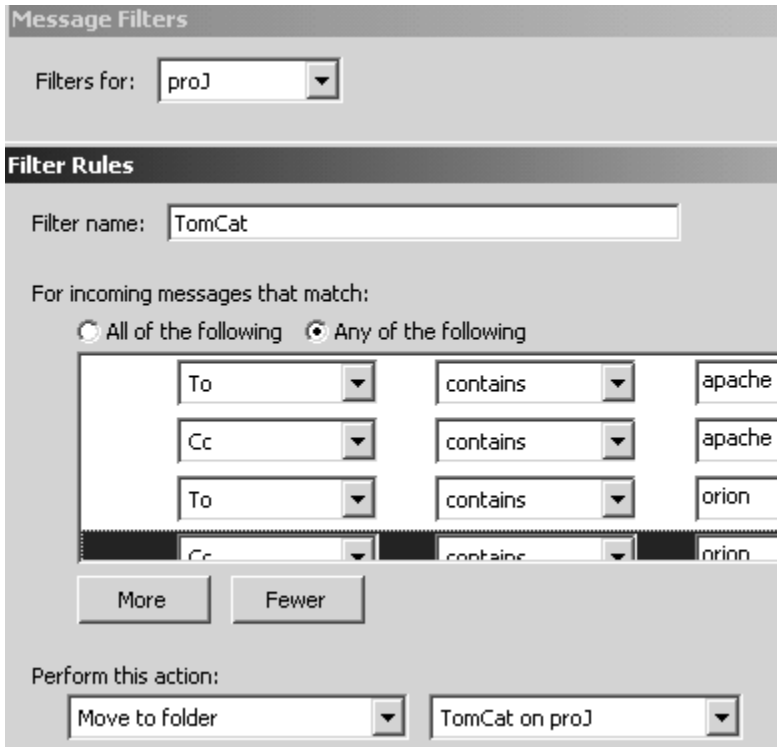 Message Filters
Filters for: proJ
Filter Rules
Filter name: TomCat
For incoming messages that match:
All of the following Any of the following
To contains apache
Cc contains apache
To contains orion
Cc contains orion
More Fewer
Perform this action:
Move to folder TomCat on proJ